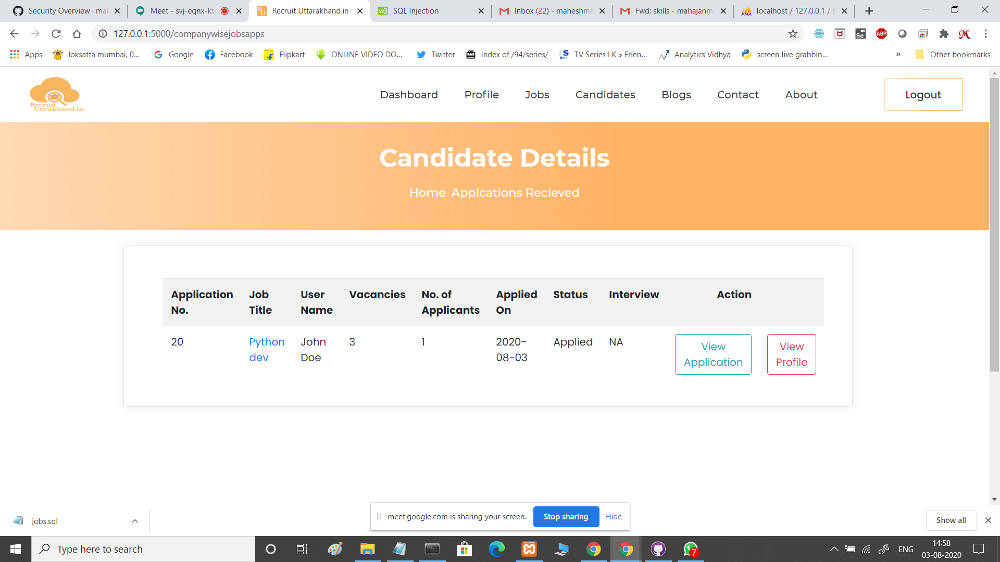 Security Overview · mal
Meet - svj-eqnx-kt
Recruit Uttarakhand.in
SQL Injection
Inbox (22) - maheshma
Fwd: skills - mahajanm
localhost / 127.0.0.1 / s
127.0.0.1:5000/companywisejobsapps
Apps
loksatta mumbai, 0...
Google
Facebook
Flipkart
ONLINE VIDEO DO...
Twitter
Index of /94/series/
TV Series LK » Frien...
Analytics Vidhya
screen live grabbin...
»
Other bookmarks
Recruit
Uttrakhand.in
Dashboard
Profile
Jobs
Candidates
Blogs
Contact
About
Logout
Candidate Details
Home Applcations Recieved
Application No.
Job Title
User Name
Vacancies
No. of Applicants
Applied On
Status
Interview
Action
20
Python dev
John Doe
3
1
2020-08-03
Applied
NA
View Application
View Profile
jobs.sql
meet.google.com is sharing your screen.
Stop sharing
Hide
Show all
Type here to search
7
ENG
14:58
03-08-2020